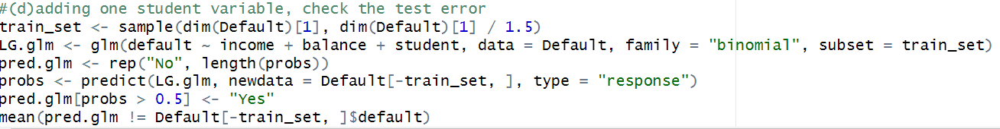 #(d)adding one student variable, check the test error
train_set <- sample(dim(Default)[1], dim(Default)[1] / 1.5)
LG.glm <- glm(default ~ income + balance + student, data = Default, family = "binomial", subset = train_set)
pred.glm <- rep("No", length(probs))
probs <- predict(LG.glm, newdata = Default[-train_set, ], type = "response")
pred.glm[probs > 0.5] <- "Yes"
mean(pred.glm != Default[-train_set, ]$default)